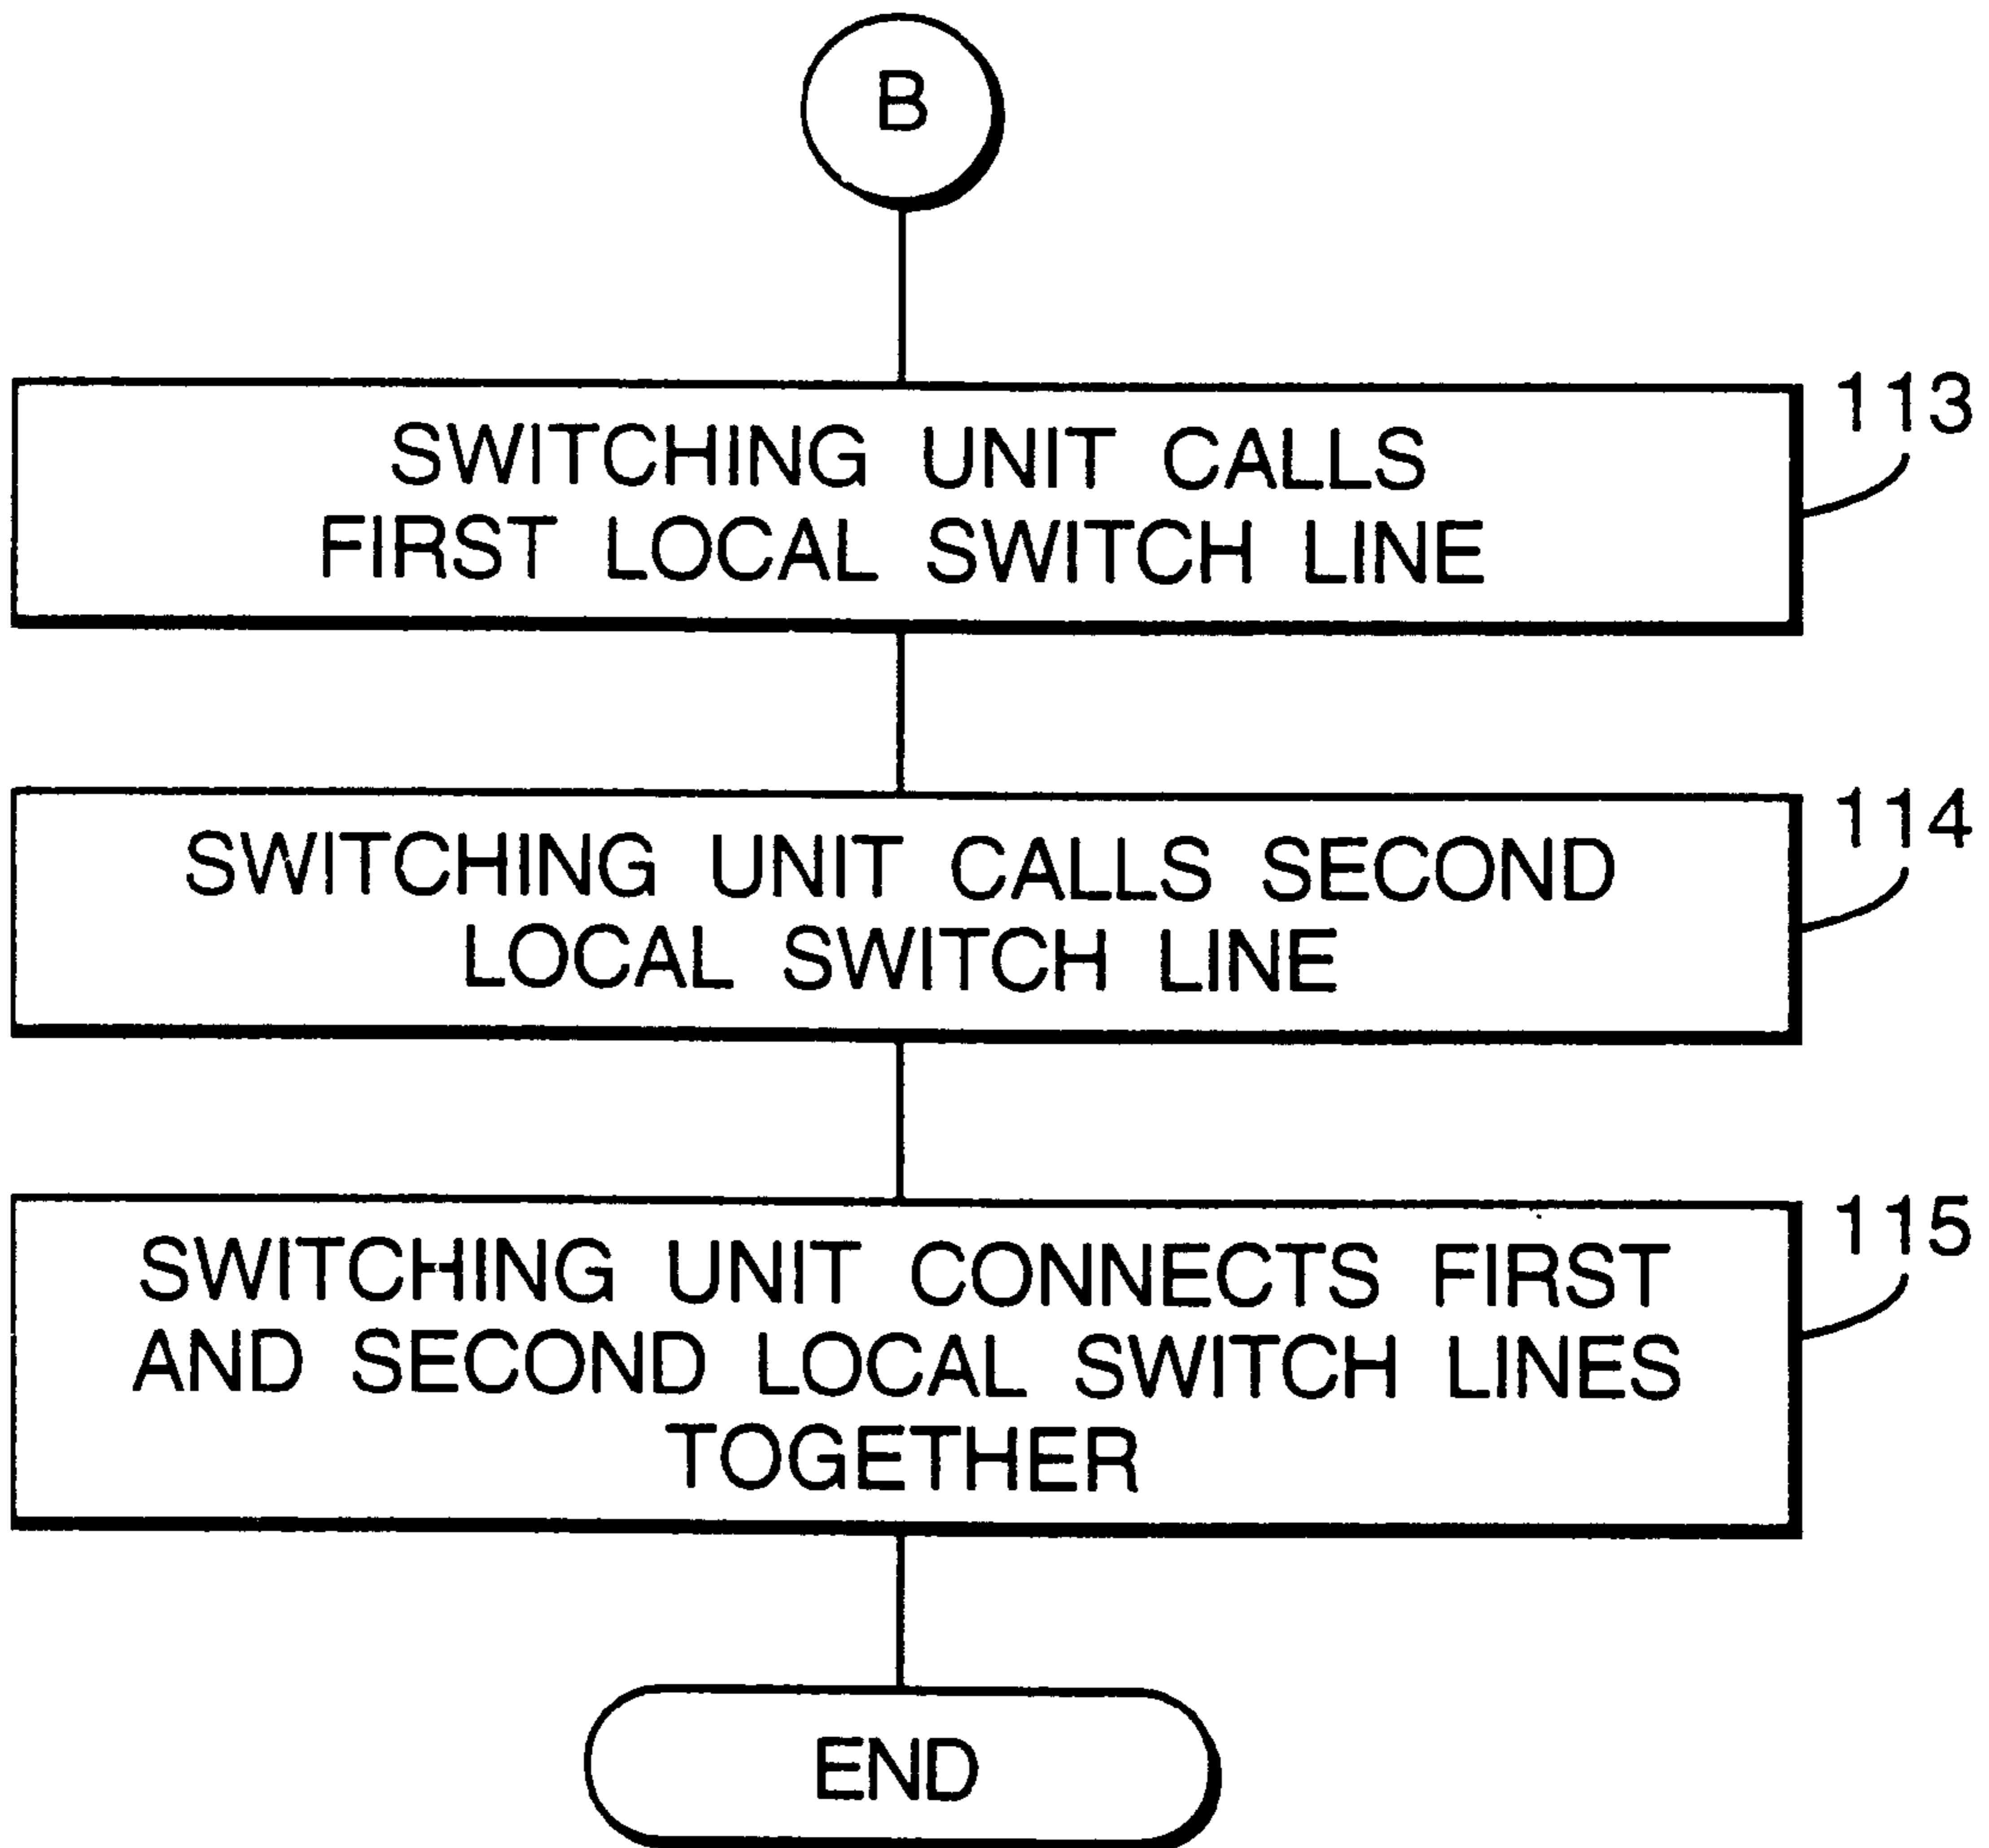 B
SWITCHING UNIT CALLS
FIRST LOCAL SWITCH LINE
113
SWITCHING UNIT CALLS SECOND
LOCAL SWITCH LINE
114
SWITCHING UNIT CONNECTS FIRST
AND SECOND LOCAL SWITCH LINES
TOGETHER
115
END